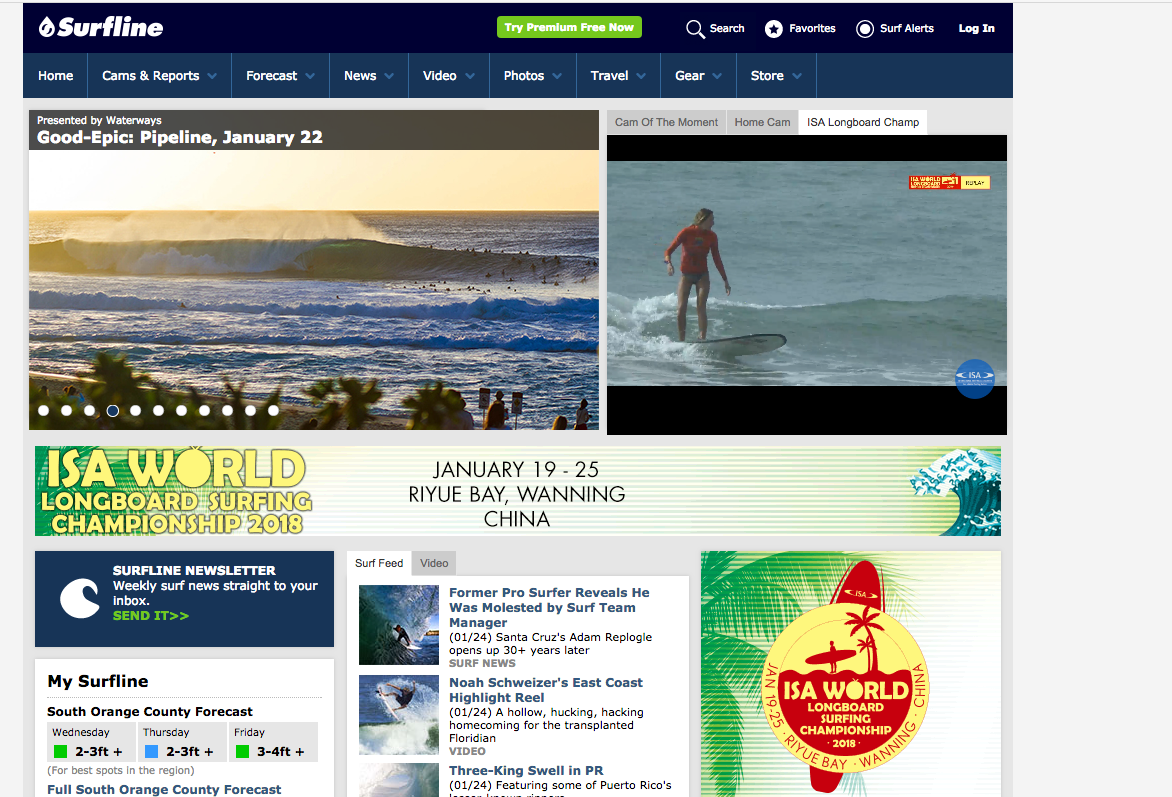 Surfline
Try Premium Free Now
Search
Favorites
Surf Alerts
Log In
Home
Cams & Reports
Forecast
News
Video
Photos
Travel
Gear
Store
Presented by Waterways
Good-Epic: Pipeline, January 22
Cam Of The Moment
Home Cam
ISA Longboard Champ
ISA WORLD
LONGBOARD
REPLAY
ISA
ISA WORLD
LONGBOARD SURFING
CHAMPIONSHIP 2018
JANUARY 19 - 25
RIYUE BAY, WANNING
CHINA
SURFLINE NEWSLETTER
Weekly surf news straight to your
inbox.
SEND IT>>
My Surfline
South Orange County Forecast
Wednesday
2-3ft +
Thursday
2-3ft +
Friday
3-4ft +
(For best spots in the region)
Full South Orange County Forecast
Surf Feed
Video
Former Pro Surfer Reveals He
Was Molested by Surf Team
Manager
(01/24) Santa Cruz's Adam Replogle
opens up 30+ years later
SURF NEWS
Noah Schweizer's East Coast
Highlight Reel
(01/24) A hollow, hucking, hacking
homecoming for the transplanted
Floridian
VIDEO
Three-King Swell in PR
(01/24) Featuring some of Puerto Rico's
lesser-known rippers
ISA
ISA WORLD
LONGBOARD
SURFING
CHAMPIONSHIP
· 2018 ·
JAN 19-25 · RIYUE BAY · WANNING · CHINA